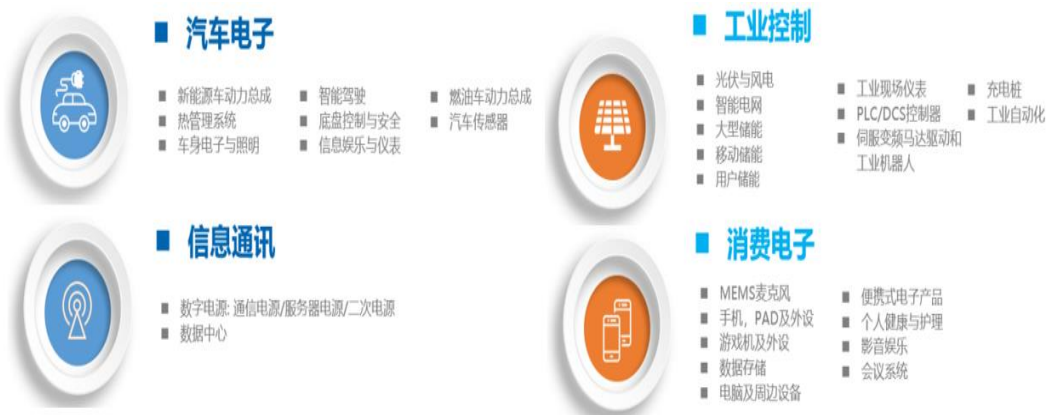 汽车电子
■ 新能源车动力总成
■ 热管理系统
■ 车身电子与照明
■ 智能驾驶
■ 底盘控制与安全
■ 信息娱乐与仪表
■ 燃油车动力总成
■ 汽车传感器
工业控制
■ 光伏与风电
■ 智能电网
■ 大型储能
■ 移动储能
■ 用户储能
■ 工业现场仪表
■ PLC/DCS控制器
■ 伺服变频马达驱动和
工业机器人
■ 充电桩
■ 工业自动化
信息通讯
■ 数字电源: 通信电源/服务器电源/二次电源
■ 数据中心
消费电子
■ MEMS麦克风
■ 手机，PAD及外设
■ 游戏机及外设
■ 数据存储
■ 电脑及周边设备
■ 便携式电子产品
■ 个人健康与护理
■ 影音娱乐
■ 会议系统